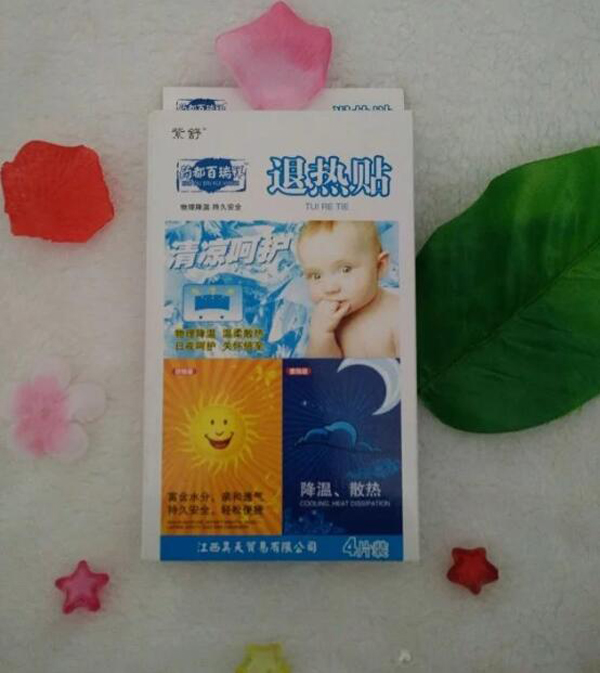 紫舒
药都百瑞
退热贴
物理降温 持久安全
TUI RE TIE
清凉呵护
物理降温 温柔散热
日夜呵护 关怀倍至
富含水分，亲和透气
持久安全，轻松便捷
降温、散热
COOLING, HEAT DISSIPATION
江西昊天贸易有限公司
4片装